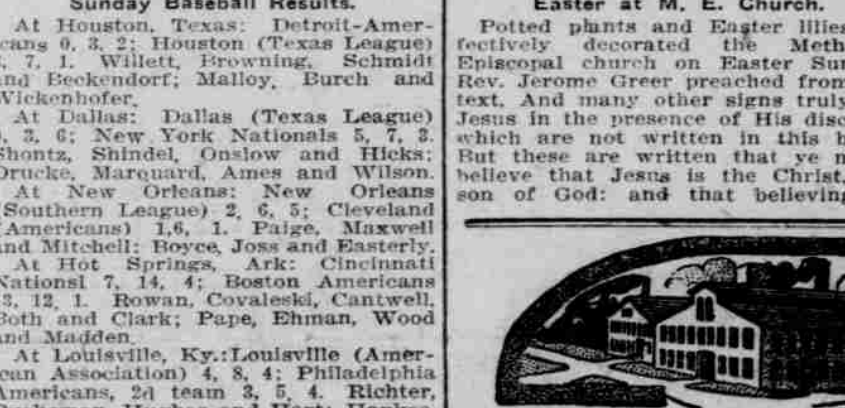 Sunday Baseball Results.
At Houston, Texas: Detroit-Amer-
cans 0, 3, 2; Houston (Texas League)
, 7, 1. Willett, Browning, Schmidt
and Beckendorf; Malloy, Burch and
Wickenhofer.
At Dallas: Dallas (Texas League)
, 3, 6; New York Nationals 5, 7, 3.
Shontz, Shindel, Onslow and Hicks;
Drucke, Marquard, Ames and Wilson.
At New Orleans: New Orleans
(Southern League) 2, 6, 5; Cleveland
(Americans) 1,6, 1. Paige, Maxwell
and Mitchell: Boyce, Joss and Easterly.
At Hot Springs, Ark: Cincinnati
Nationsl 7, 14, 4; Boston Americans
3, 12, 1. Rowan, Covaleski, Cantwell,
Both and Clark; Pape, Ehman, Wood
and Madden.
At Louisville, Ky.:Louisville (Amer-
can Association) 4, 8, 4; Philadelphia
Americans, 2d team 3, 5, 4. Richter,
Easter at M. E. Church.
Potted plants and Easter lilies
fectively decorated the Meth
Episcopal church on Easter Sun
Rev. Jerome Greer preached from
text, And many other signs truly
Jesus in the presence of His disc
which are not written in this b
But these are written that ye m
believe that Jesus is the Christ,
son of God: and that believing